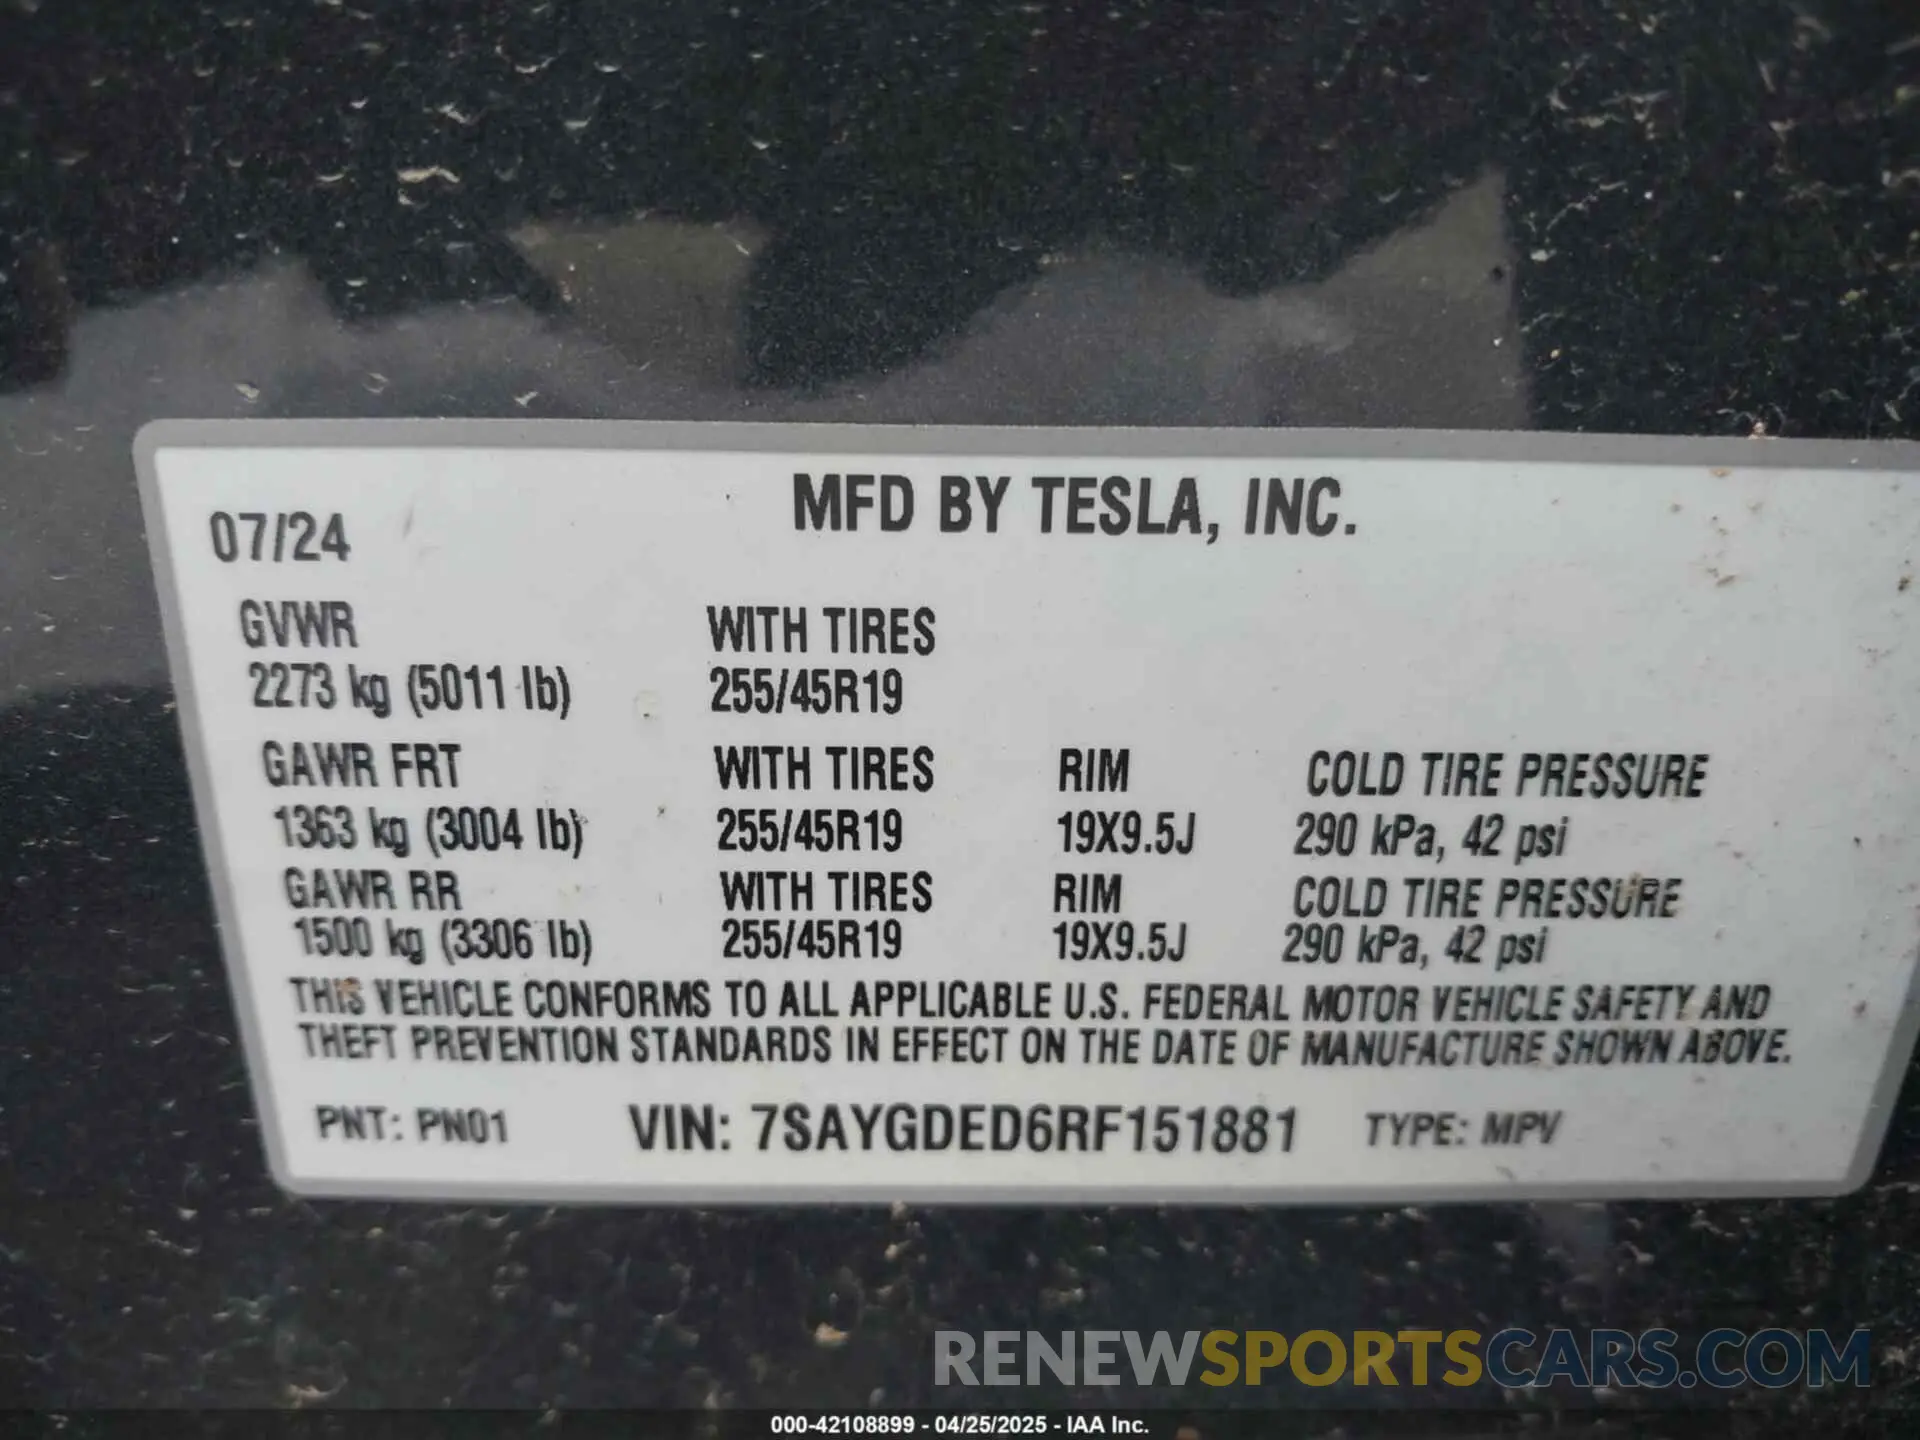 MFD BY TESLA, INC.
07/24
GVWR WITH TIRES
2273 kg (5011 lb) 255/45R19
GAWR FRT WITH TIRES RIM COLD TIRE PRESSURE
1363 kg (3004 lb) 255/45R19 19X9.5J 290 kPa, 42 psi
GAWR RR WITH TIRES RIM COLD TIRE PRESSURE
1500 kg (3306 lb) 255/45R19 19X9.5J 290 kPa, 42 psi
THIS VEHICLE CONFORMS TO ALL APPLICABLE U.S. FEDERAL MOTOR VEHICLE SAFETY AND
THEFT PREVENTION STANDARDS IN EFFECT ON THE DATE OF MANUFACTURE SHOWN ABOVE.
PNT: PN01 VIN: 7SAYGDED6RF151881 TYPE: MPV
RENEWSPORTSCARS.COM
000-42108899 - 04/25/2025 - IAA Inc.